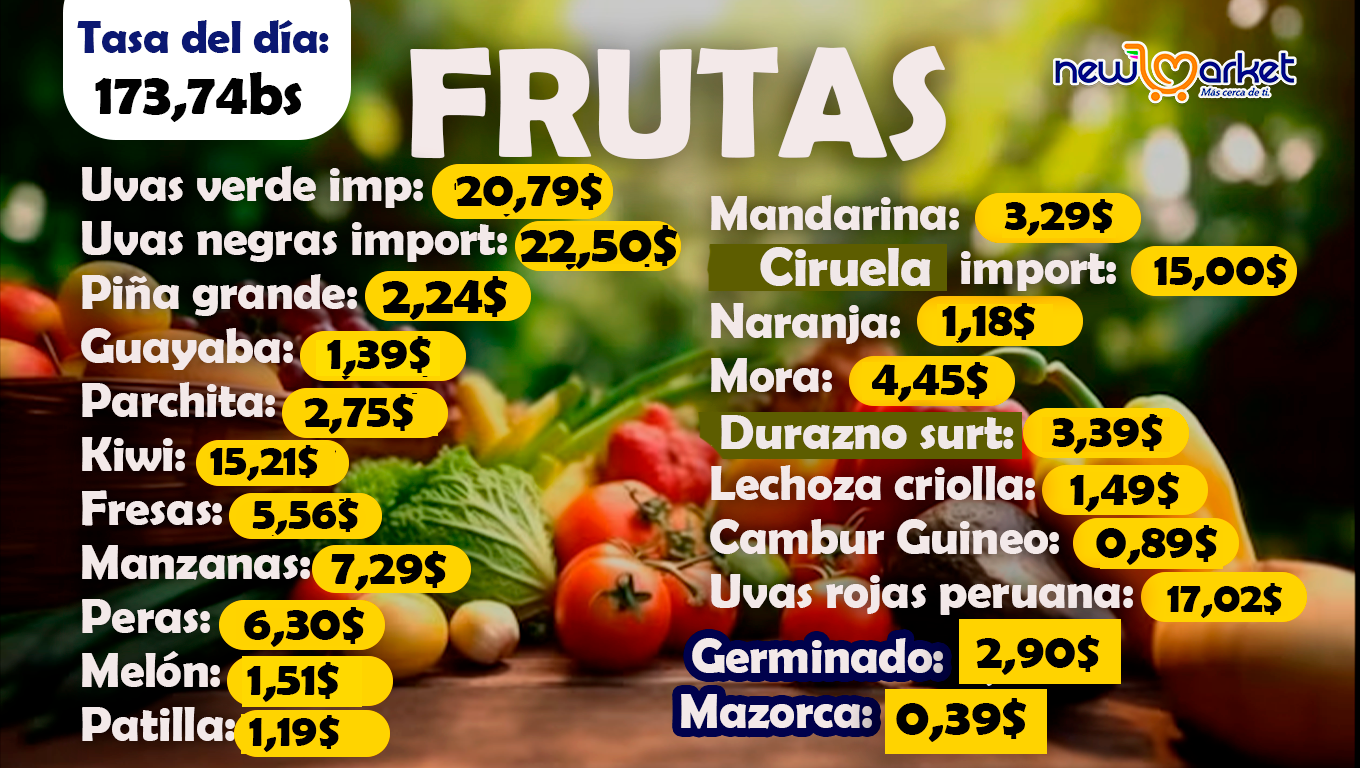 Tasa del día:
173,74bs
FRUTAS
newmarket
Más cerca de ti.
Uvas verde imp: 20,79$
Uvas negras import: 22,50$
Piña grande: 2,24$
Guayaba: 1,39$
Parchita: 2,75$
Kiwi: 15,21$
Fresas: 5,56$
Manzanas: 7,29$
Peras: 6,30$
Melón: 1,51$
Patilla: 1,19$
Mandarina: 3,29$
Ciruela import: 15,00$
Naranja: 1,18$
Mora: 4,45$
Durazno surt: 3,39$
Lechoza criolla: 1,49$
Cambur Guineo: 0,89$
Uvas rojas peruana: 17,02$
Germinado: 2,90$
Mazorca: 0,39$